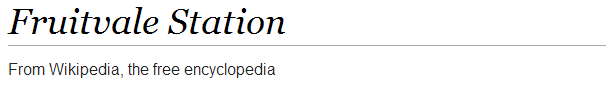 Fruitvale Station
From Wikipedia, the free encyclopedia